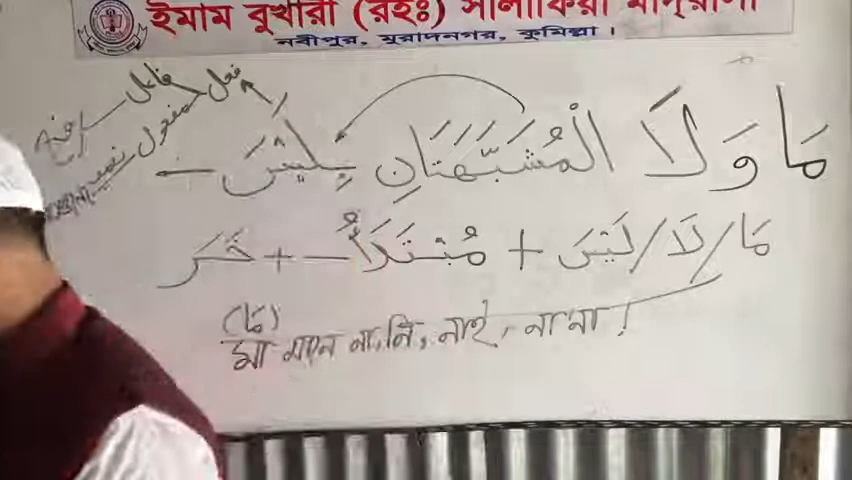 ইমাম বুখারী (রহঃ) সালাফিয়া মাদ্রাসা
নবীপুর, মুরাদনগর, কুমিল্লা।
فعل فاعل
مفعول
مَا وَلَا الْمُشَبَّهَتَانِ بِلَيْسَ –
مَا/لَا/لَيْسَ + مُبْتَدَأٌ – + خَبَر
(مَا)
মা মানে না, নি, নাই, না না!